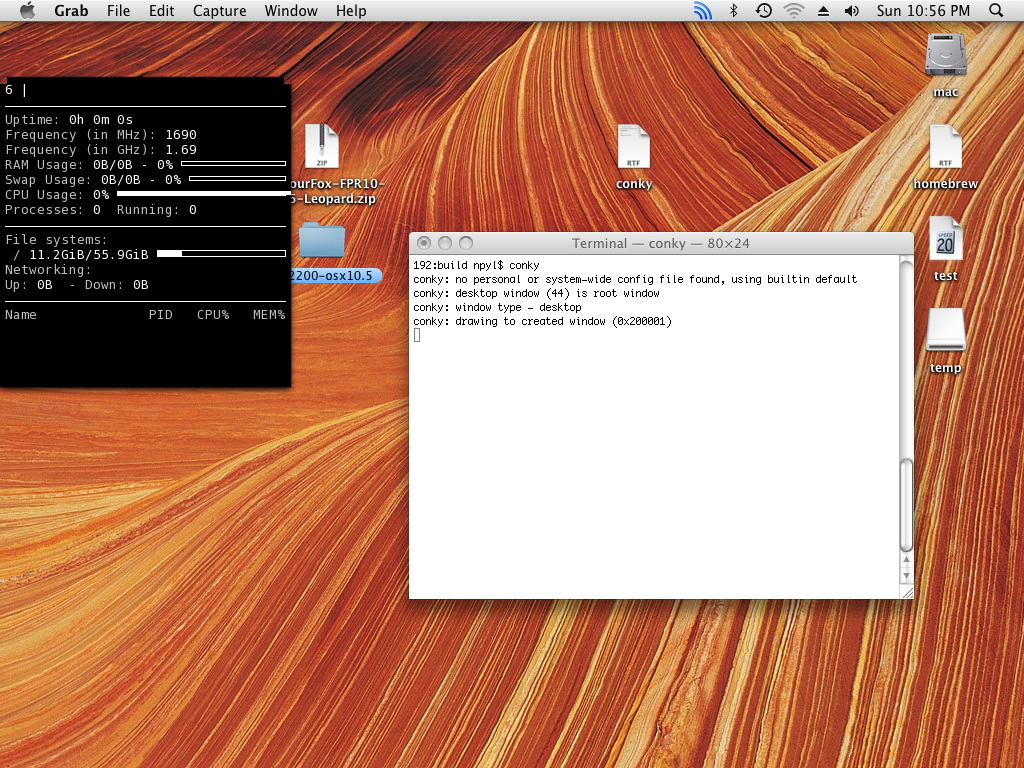 Grab File Edit Capture Window Help Sun 10:56 PM
6 |
Uptime: 0h 0m 0s
Frequency (in MHz): 1690
Frequency (in GHz): 1.69
RAM Usage: 0B/0B - 0%
Swap Usage: 0B/0B - 0%
CPU Usage: 0%
Processes: 0 Running: 0
File systems:
/ 11.2GiB/55.9GiB
Networking:
Up: 0B - Down: 0B
Name PID CPU% MEM%
ZIP
ourFox-FPR10-
-Leopard.zip
2200-osx10.5
RTF
conky
mac
RTF
homebrew
SPEED
20
test
temp
Terminal — conky — 80×24
192:build npyl$ conky
conky: no personal or system-wide config file found, using builtin default
conky: desktop window (44) is root window
conky: window type - desktop
conky: drawing to created window (0x200001)